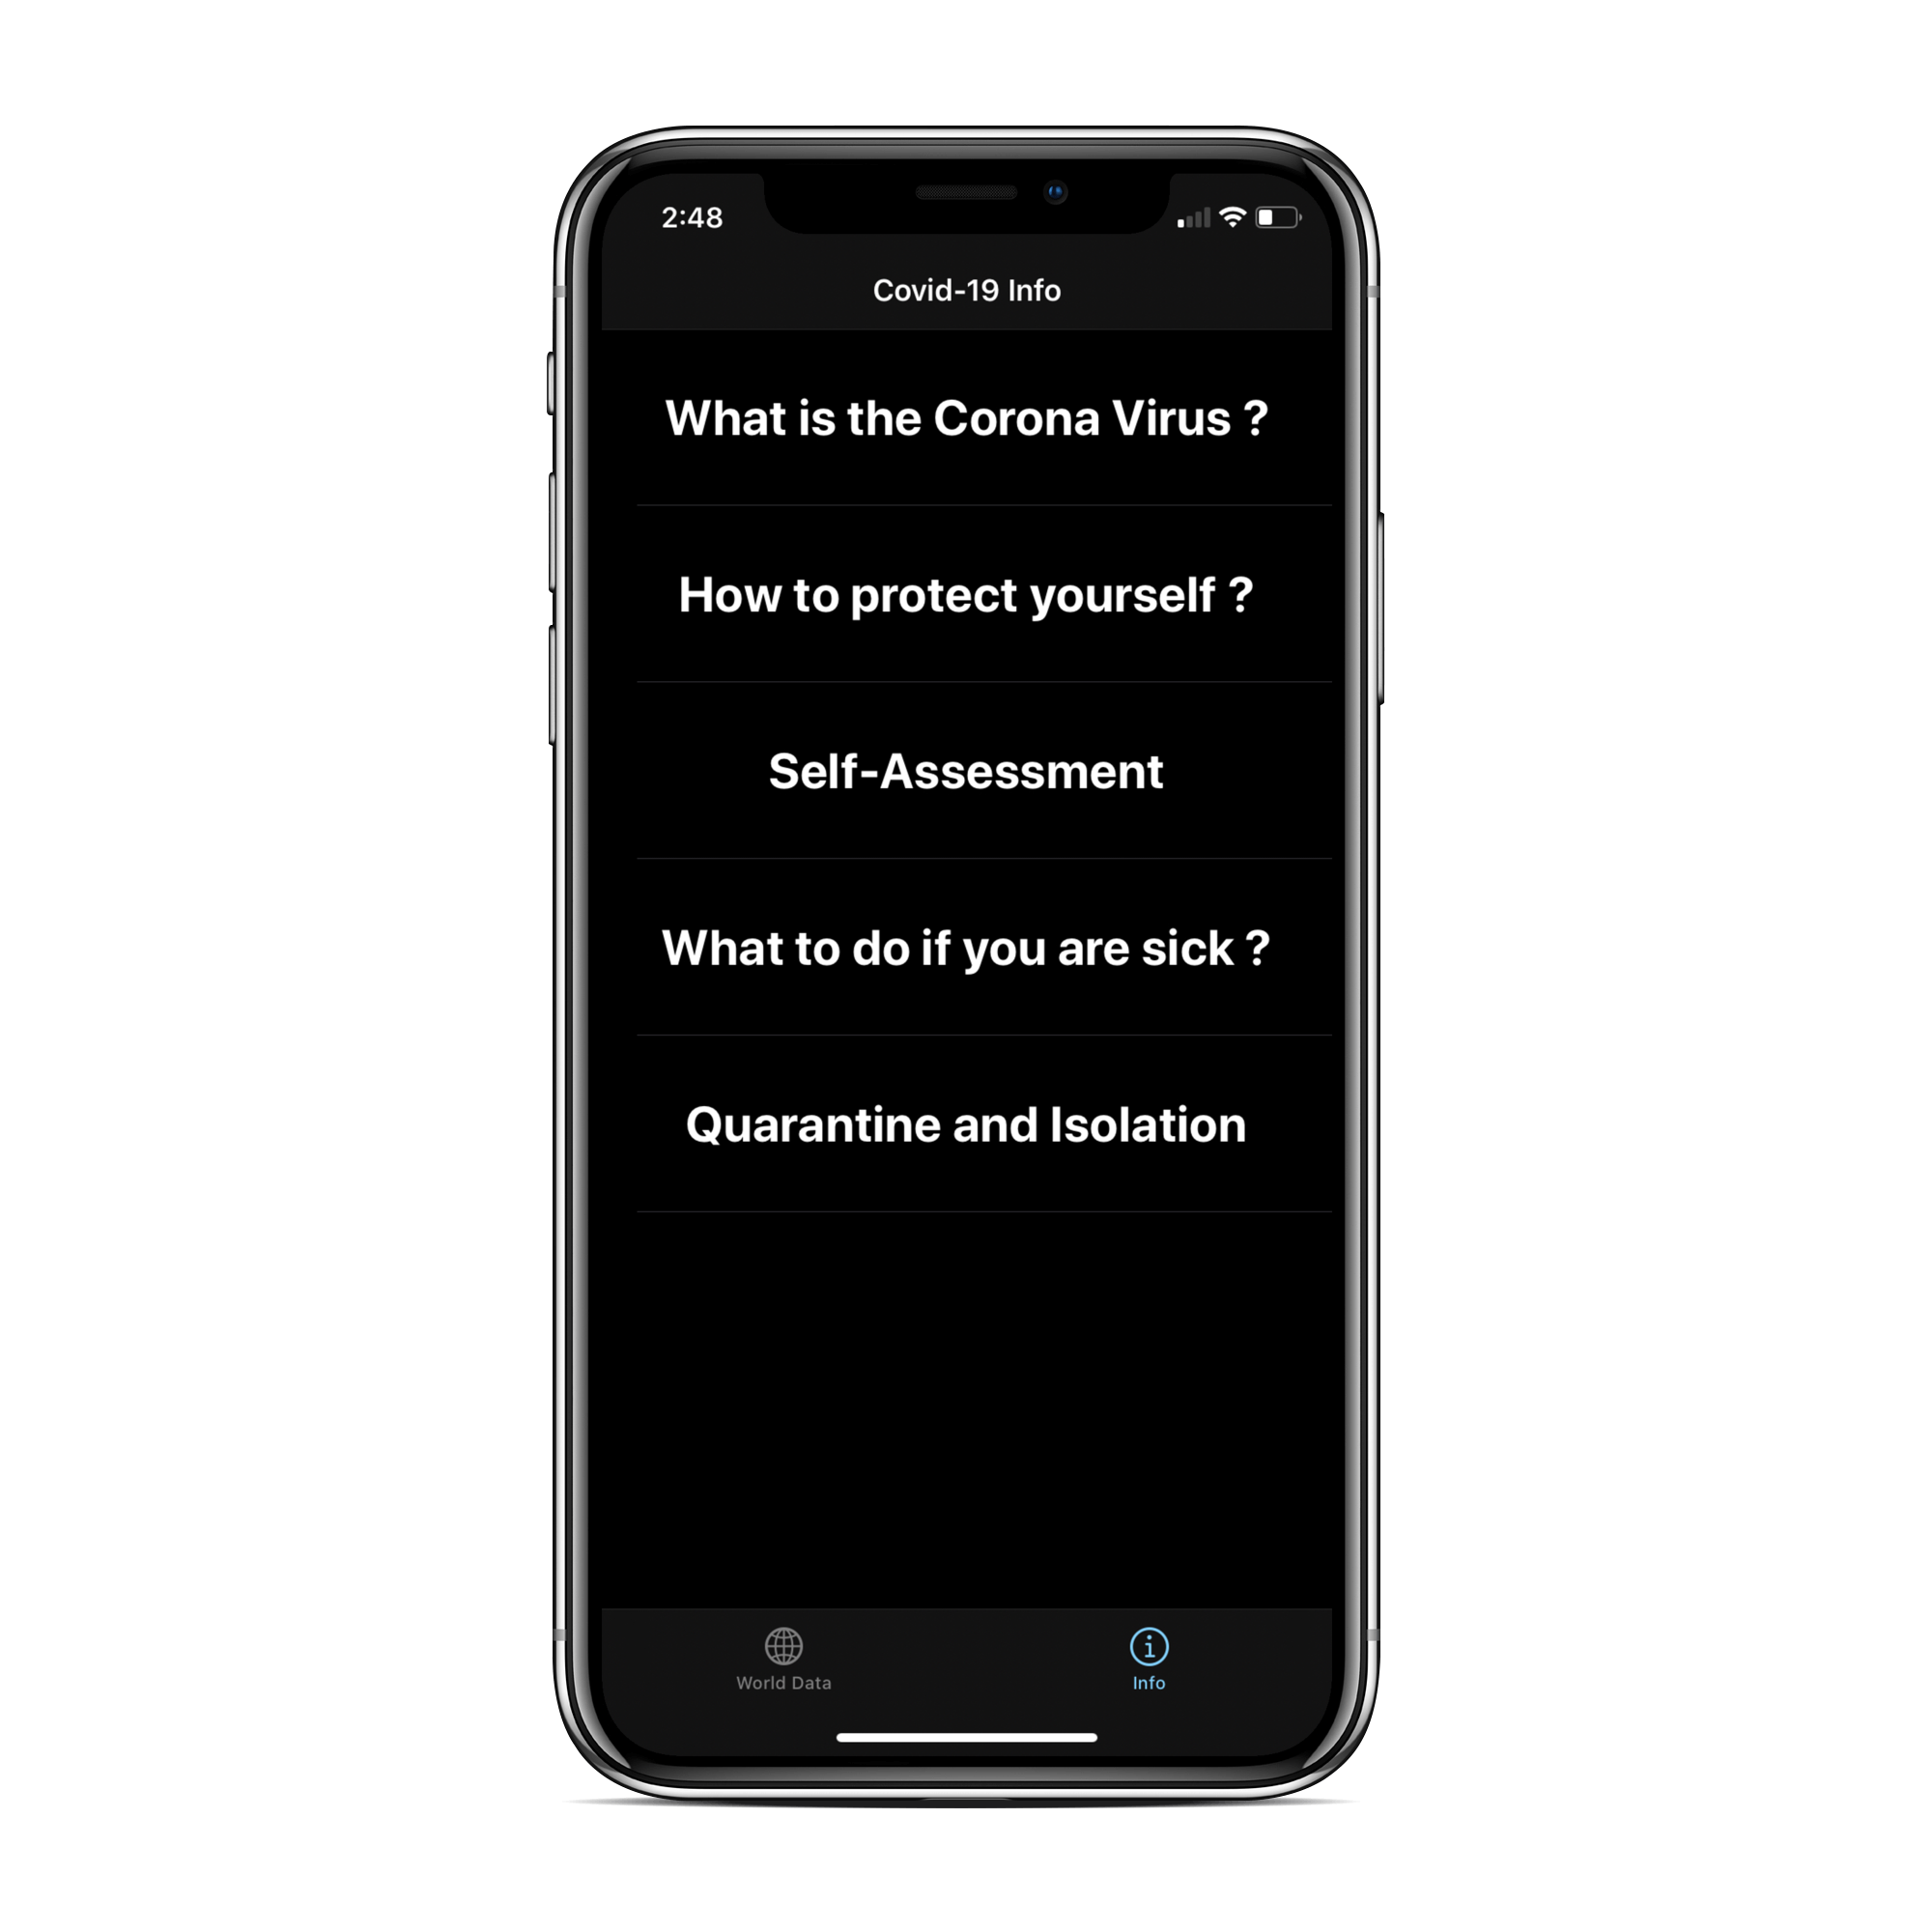 2:48
Covid-19 Info
What is the Corona Virus ?
How to protect yourself ?
Self-Assessment
What to do if you are sick ?
Quarantine and Isolation
World Data
Info